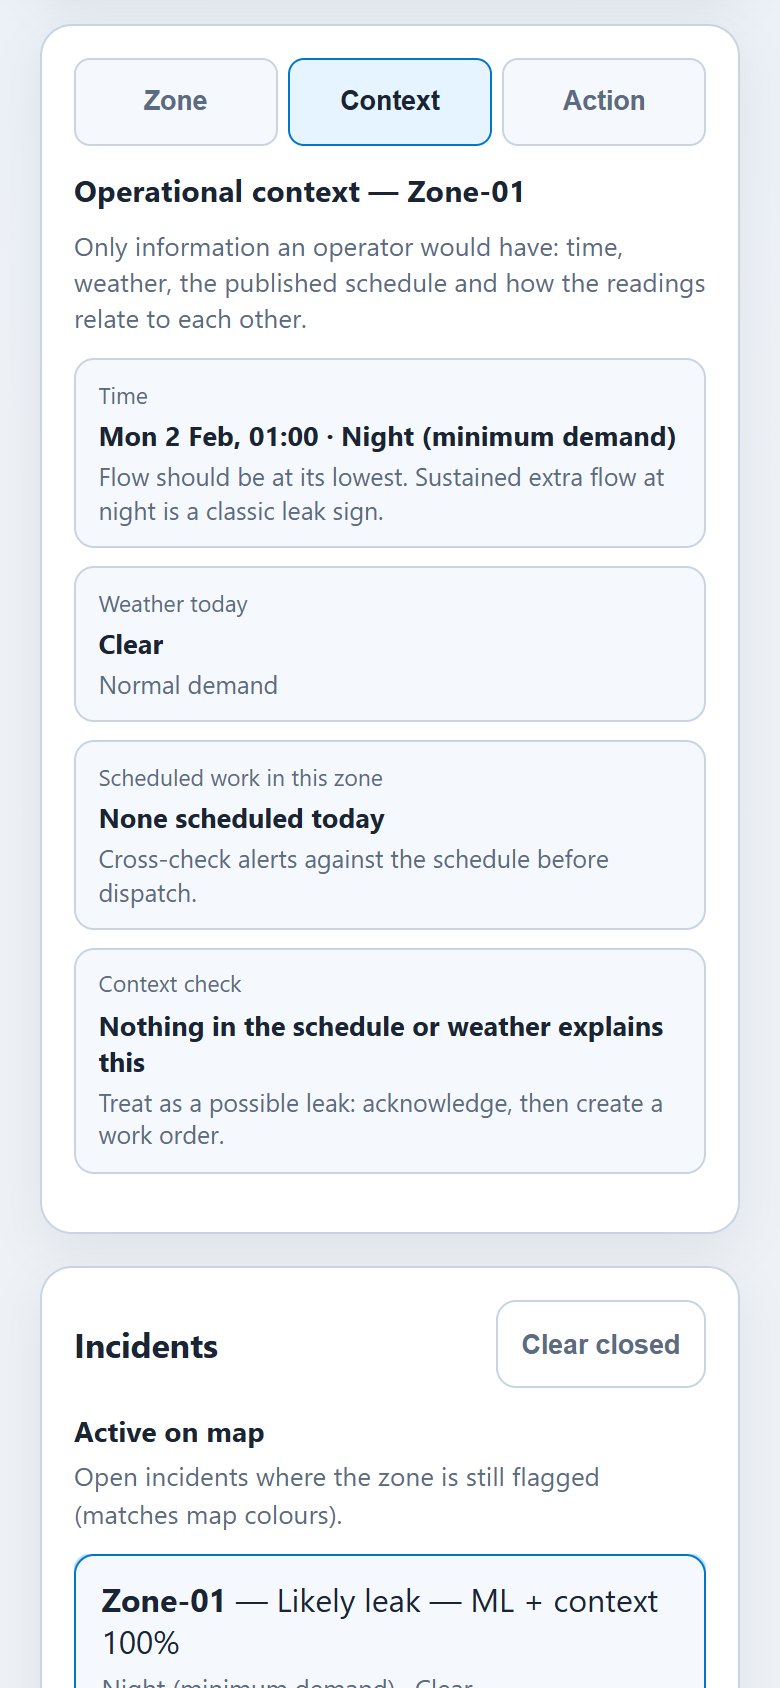 Zone
Context
Action
Operational context — Zone-01
Only information an operator would have: time,
weather, the published schedule and how the readings
relate to each other.
Time
Mon 2 Feb, 01:00 · Night (minimum demand)
Flow should be at its lowest. Sustained extra flow at
night is a classic leak sign.
Weather today
Clear
Normal demand
Scheduled work in this zone
None scheduled today
Cross-check alerts against the schedule before
dispatch.
Context check
Nothing in the schedule or weather explains
this
Treat as a possible leak: acknowledge, then create a
work order.
Incidents
Clear closed
Active on map
Open incidents where the zone is still flagged
(matches map colours).
Zone-01 — Likely leak — ML + context
100%
Night (minimum demand) · Clear